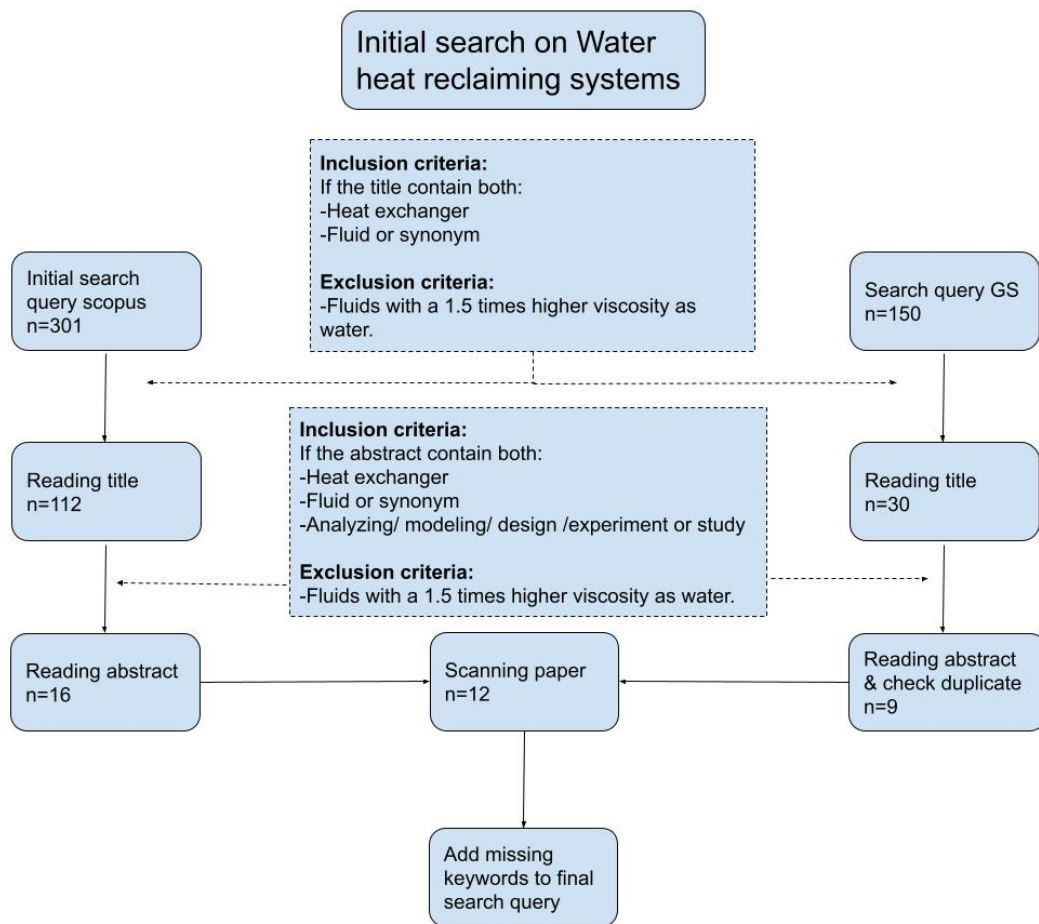 Initial search on Water
heat reclaiming systems
Inclusion criteria:
If the title contain both:
-Heat exchanger
-Fluid or synonym
Exclusion criteria:
-Fluids with a 1.5 times higher viscosity as
water.
Initial search
query scopus
n=301
Search query GS
n=150
Inclusion criteria:
If the abstract contain both:
-Heat exchanger
-Fluid or synonym
-Analyzing/ modeling/ design /experiment or study
Exclusion criteria:
-Fluids with a 1.5 times higher viscosity as water.
Reading title
n=112
Reading title
n=30
Reading abstract
n=16
Scanning paper
n=12
Reading abstract
& check duplicate
n=9
Add missing
keywords to final
search query